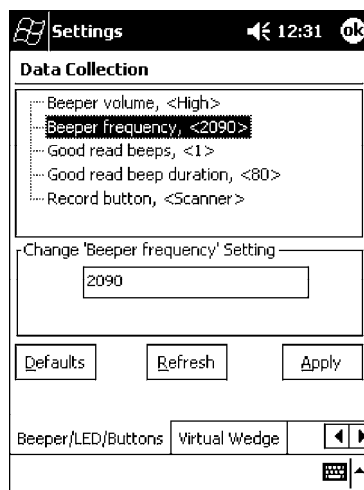 Settings 12:31 ok
Data Collection
Beeper volume, <High>
Beeper frequency, <2090>
Good read beeps, <1>
Good read beep duration, <80>
Record button, <Scanner>
Change 'Beeper frequency' Setting
2090
Defaults Refresh Apply
Beeper/LED/Buttons Virtual Wedge